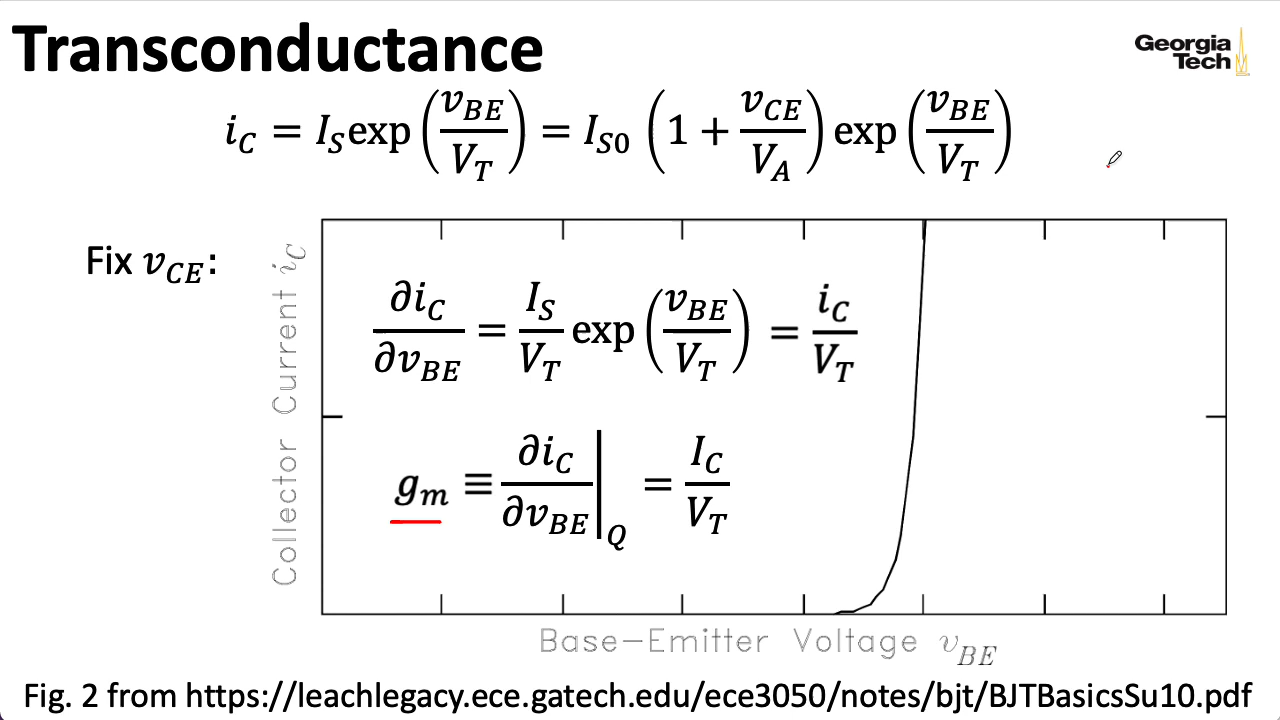 Transconductance
Georgia
Tech
i_C = I_S exp(v_BE / V_T) = I_S0 (1 + v_CE / V_A) exp(v_BE / V_T)
Fix v_CE:
Collector Current i_C
∂i_C / ∂v_BE = I_S / V_T exp(v_BE / V_T) = i_C / V_T
g_m ≡ ∂i_C / ∂v_BE |_Q = I_C / V_T
Base-Emitter Voltage v_BE
Fig. 2 from https://leachlegacy.ece.gatech.edu/ece3050/notes/bjt/BJTBasicsSu10.pdf